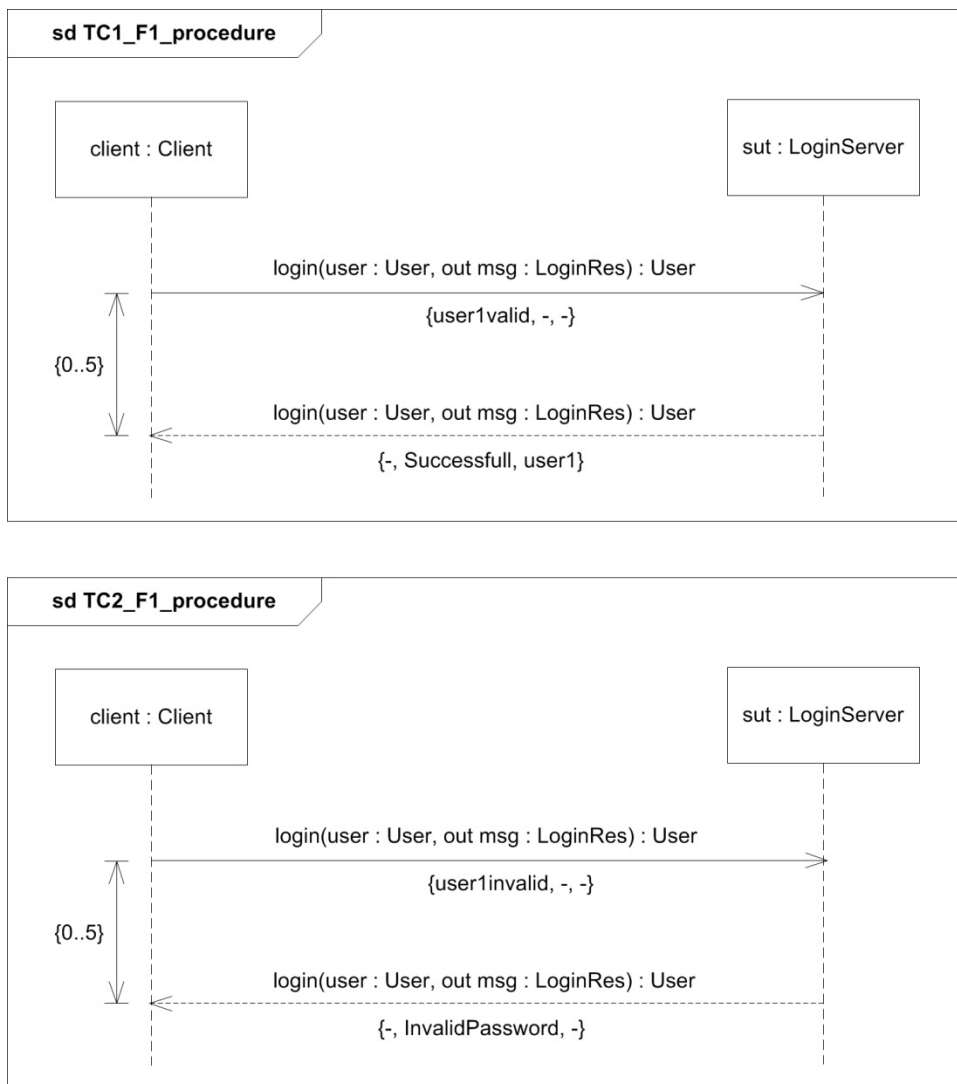 sd TC1_F1_procedure
client : Client
sut : LoginServer
login(user : User, out msg : LoginRes) : User
{user1valid, -, -}
{0..5}
login(user : User, out msg : LoginRes) : User
{-, Successfull, user1}
sd TC2_F1_procedure
client : Client
sut : LoginServer
login(user : User, out msg : LoginRes) : User
{user1invalid, -, -}
{0..5}
login(user : User, out msg : LoginRes) : User
{-, InvalidPassword, -}